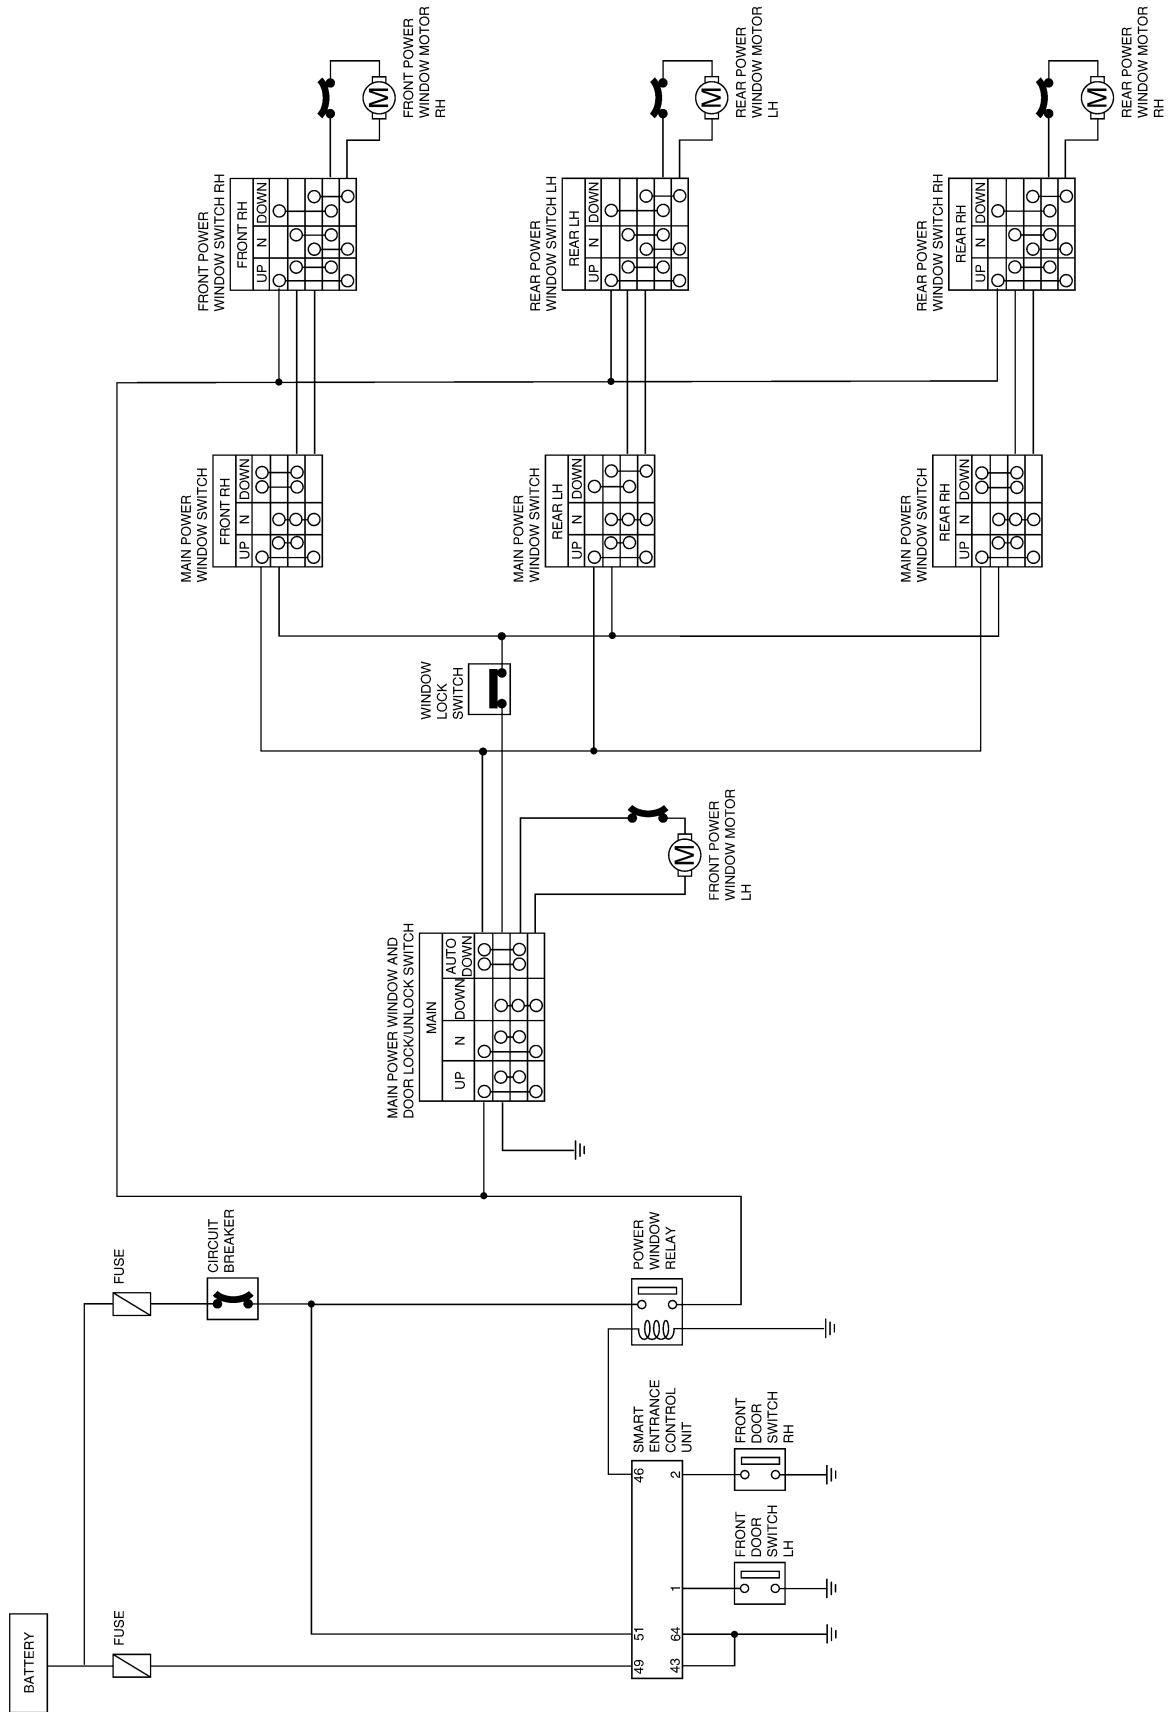 BATTERY
FUSE
FUSE
CIRCUIT
BREAKER
SMART
ENTRANCE
CONTROL
UNIT
49
51
46
43
64
1
2
FRONT
DOOR
SWITCH
LH
FRONT
DOOR
SWITCH
RH
POWER
WINDOW
RELAY
MAIN POWER WINDOW AND
DOOR LOCK/UNLOCK SWITCH
MAIN
UP
N
DOWN
AUTO
DOWN
M
FRONT POWER
WINDOW MOTOR
LH
WINDOW
LOCK
SWITCH
MAIN POWER
WINDOW SWITCH
FRONT RH
UP N DOWN
MAIN POWER
WINDOW SWITCH
REAR LH
UP N DOWN
MAIN POWER
WINDOW SWITCH
REAR RH
UP N DOWN
FRONT POWER
WINDOW SWITCH RH
FRONT RH
UP N DOWN
REAR POWER
WINDOW SWITCH LH
REAR LH
UP N DOWN
REAR POWER
WINDOW SWITCH RH
REAR RH
UP N DOWN
M
FRONT POWER
WINDOW MOTOR
RH
M
REAR POWER
WINDOW MOTOR
LH
M
REAR POWER
WINDOW MOTOR
RH